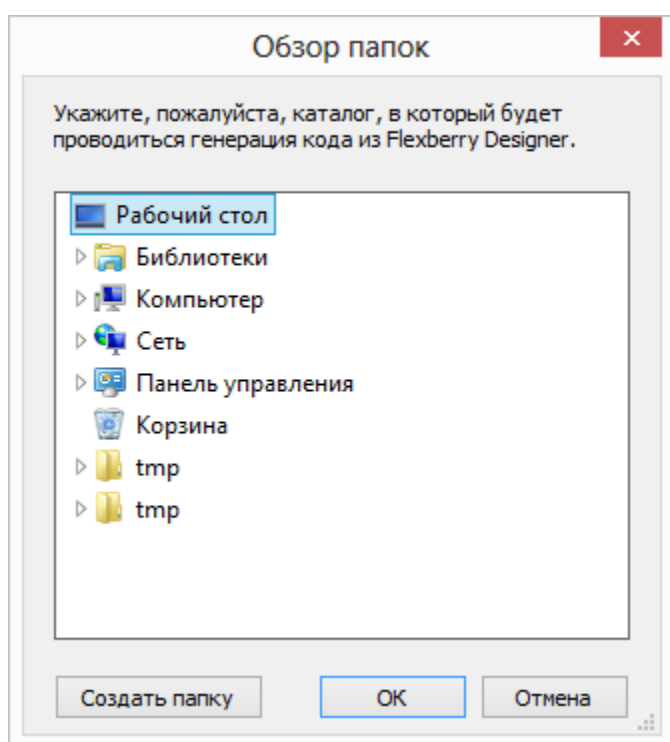 Обзор папок
Укажите, пожалуйста, каталог, в который будет
проводиться генерация кода из Flexberry Designer.
Рабочий стол
Библиотеки
Компьютер
Сеть
Панель управления
Корзина
tmp
tmp
Создать папку ОК Отмена